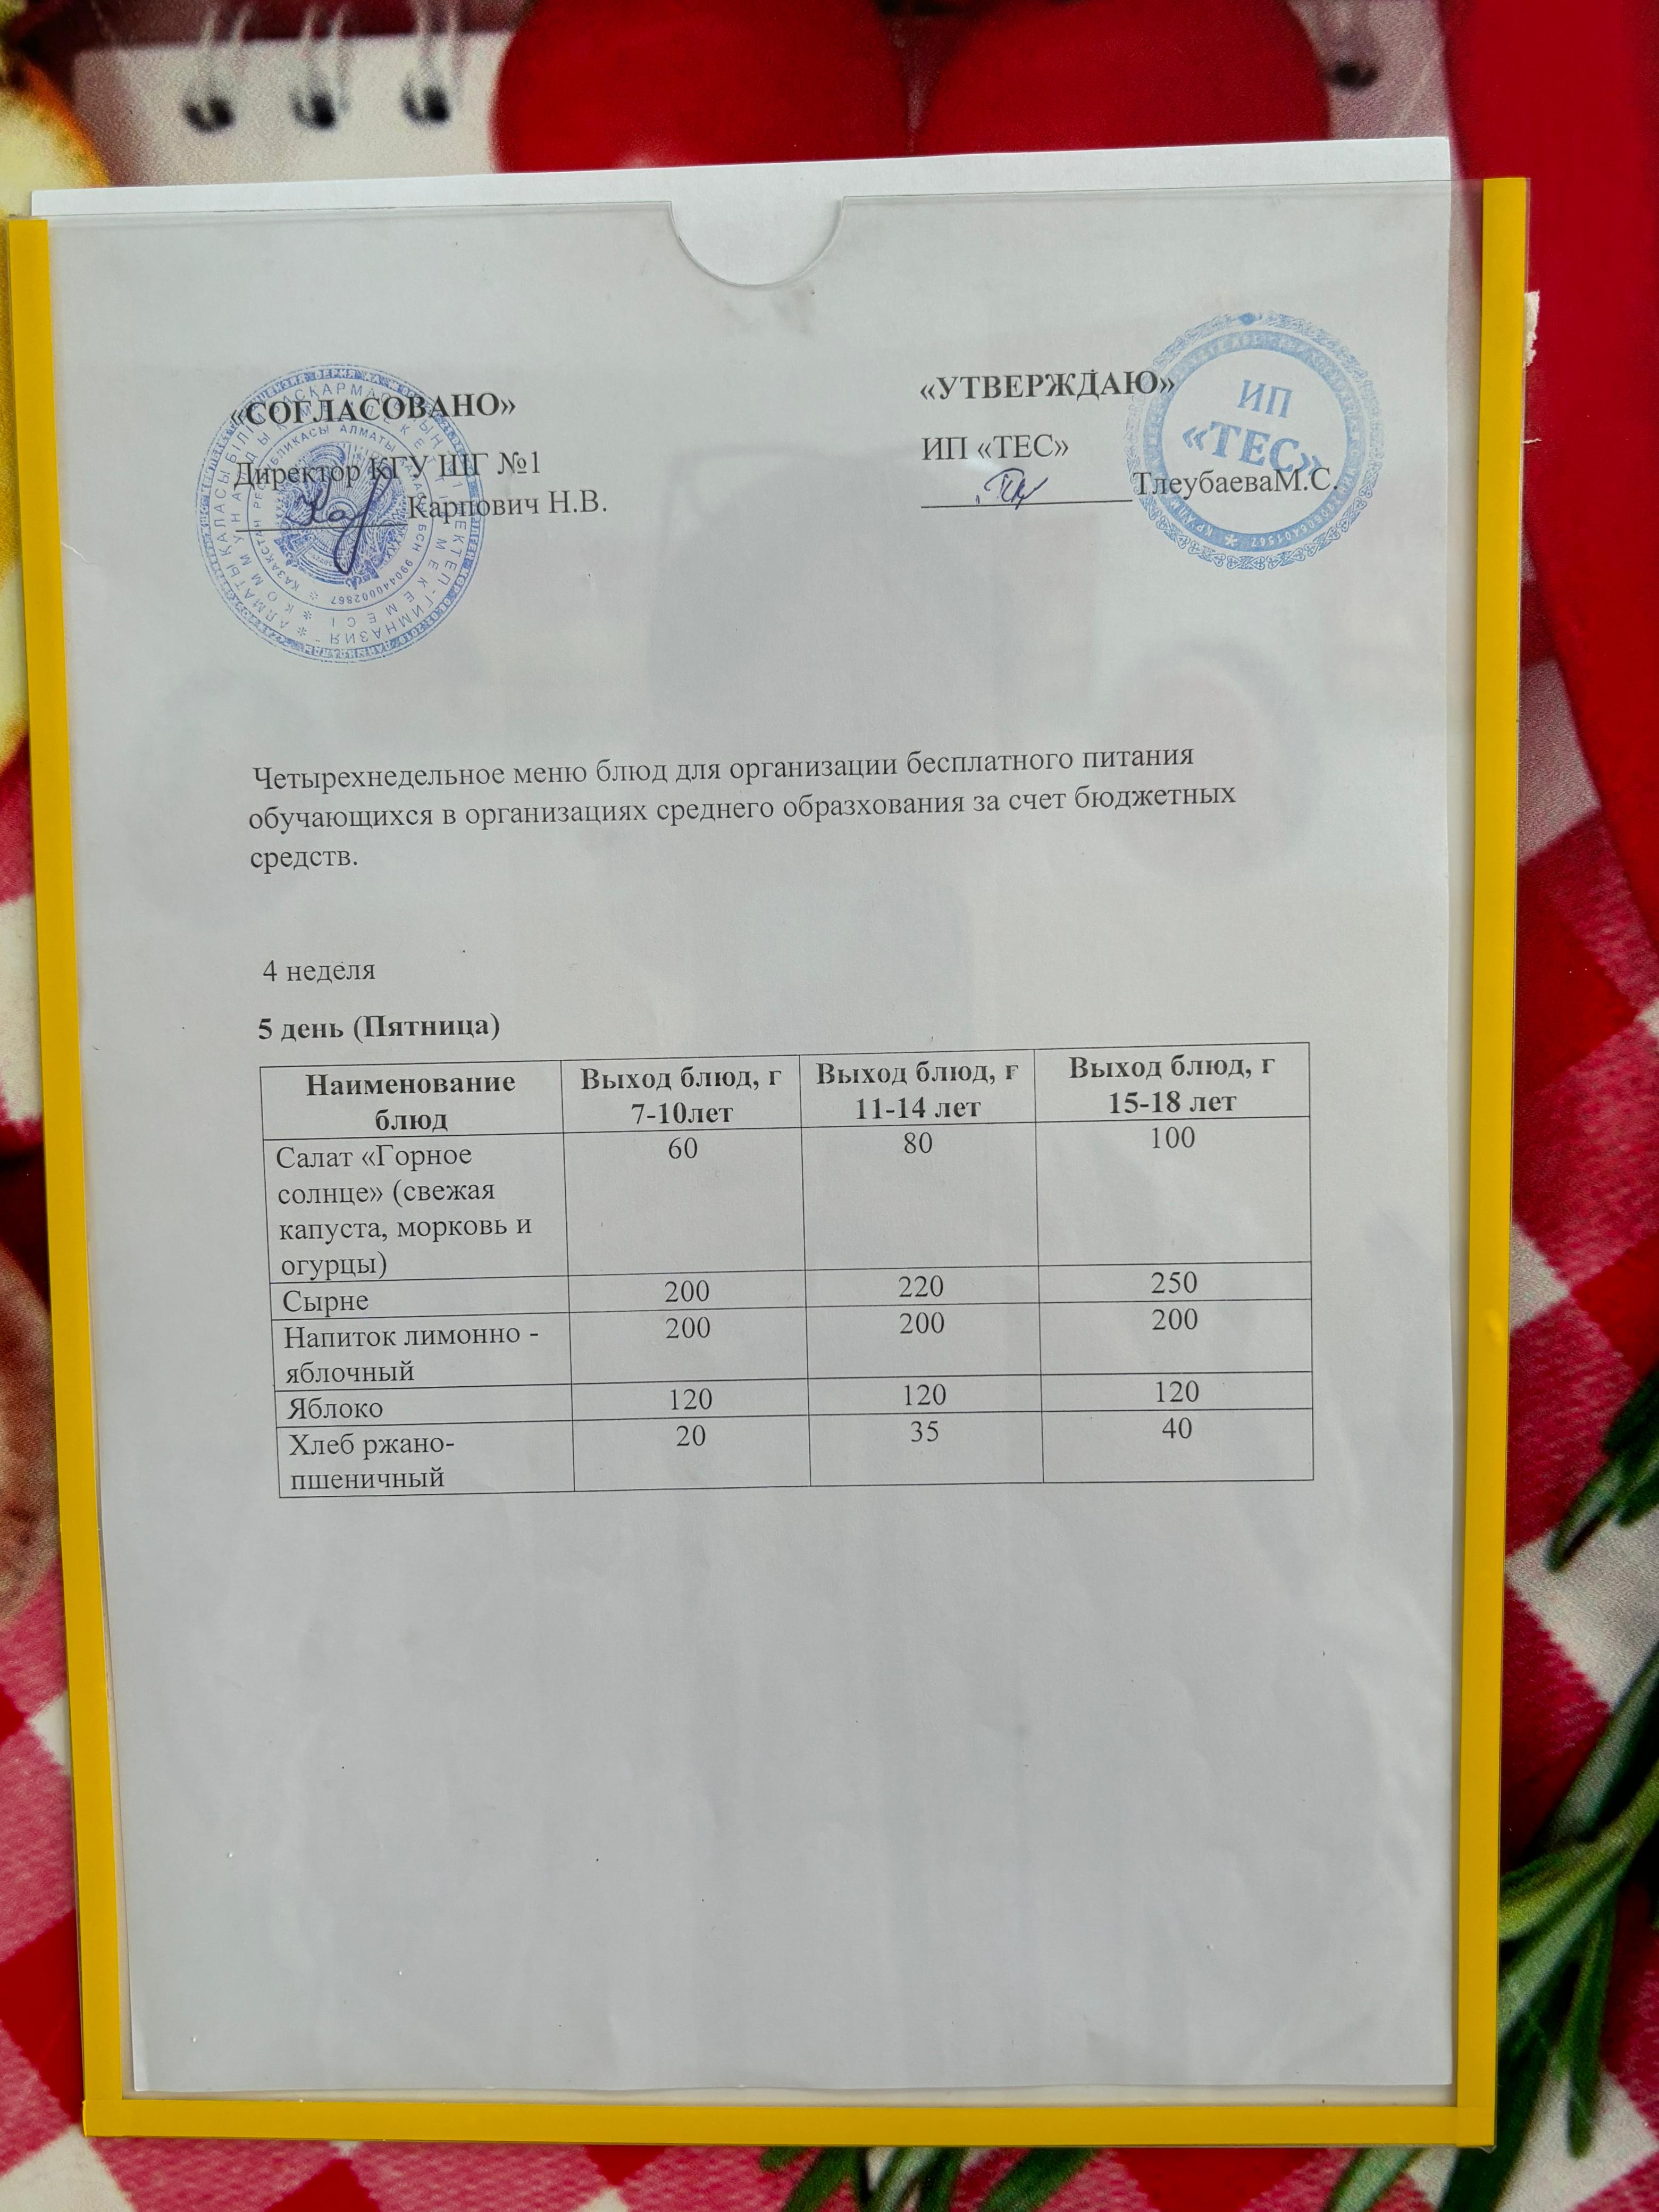 «СОГЛАСОВАНО»
Директор КГУ ШГ №1
Карпович Н.В.
«УТВЕРЖДАЮ»
ИП «ТЕС»
ТлеубаеваМ.С.
ИП
«ТЕС»
Четырехнедельное меню блюд для организации бесплатного питания
обучающихся в организациях среднего образхования за счет бюджетных
средств.
4 неделя
5 день (Пятница)
Наименование блюд Выход блюд, г 7-10лет Выход блюд, г 11-14 лет Выход блюд, г 15-18 лет
Салат «Горное 60 80 100
солнце» (свежая
капуста, морковь и
огурцы)
Сырне 200 220 250
Напиток лимонно - 200 200 200
яблочный
Яблоко 120 120 120
Хлеб ржано- 20 35 40
пшеничный